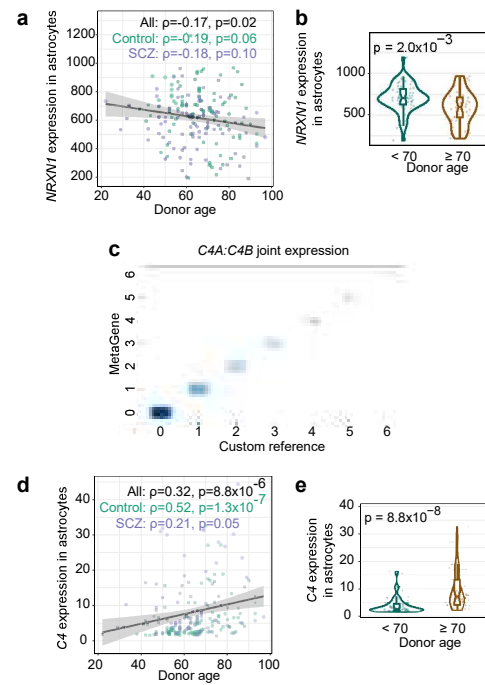 a
All: ρ=-0.17, p=0.02
Control: ρ=-0.19, p=0.06
SCZ: ρ=-0.18, p=0.10
NRXN1 expression in astrocytes
1200
1000
800
600
400
200
20 40 60 80 100
Donor age
b
p = 2.0x10⁻³
NRXN1 expression
in astrocytes
1000
500
< 70 ≥ 70
Donor age
c
C4A:C4B joint expression
MetaGene
6
5
4
3
2
1
0
0 1 2 3 4 5 6
Custom reference
d
All: ρ=0.32, p=8.8x10⁻⁶
Control: ρ=0.52, p=1.3x10⁻⁷
SCZ: ρ=0.21, p=0.05
C4 expression in astrocytes
40
30
20
10
0
20 40 60 80 100
Donor age
e
p = 8.8x10⁻⁸
C4 expression
in astrocytes
40
30
20
10
0
< 70 ≥ 70
Donor age